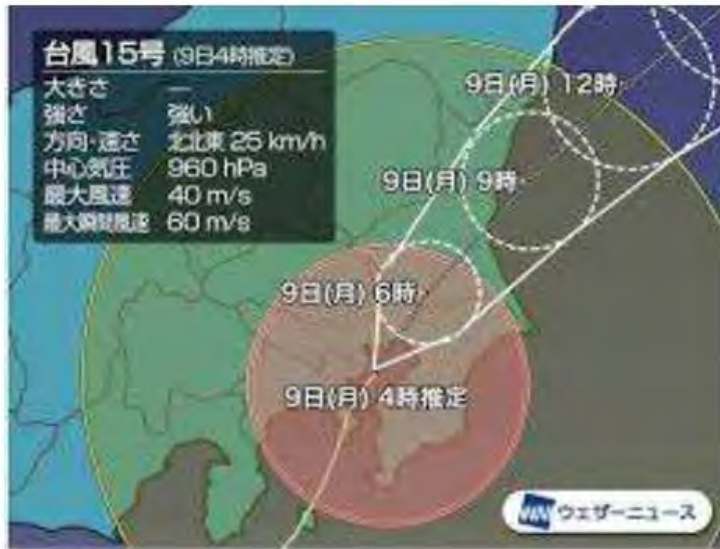 台風15号 (9日4時推定)
大きさ ―
強さ 強い
方向・速さ 北北東 25 km/h
中心気圧 960 hPa
最大風速 40 m/s
最大瞬間風速 60 m/s
9日(月) 12時
9日(月) 9時
9日(月) 6時
9日(月) 4時推定
WN ウェザーニュース